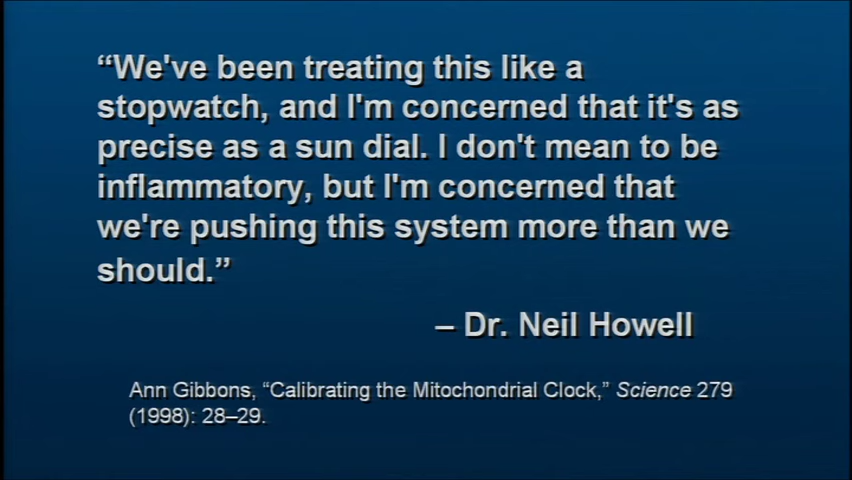 “We've been treating this like a
stopwatch, and I'm concerned that it's as
precise as a sun dial. I don't mean to be
inflammatory, but I'm concerned that
we're pushing this system more than we
should.”
– Dr. Neil Howell
Ann Gibbons, “Calibrating the Mitochondrial Clock,” Science 279
(1998): 28–29.